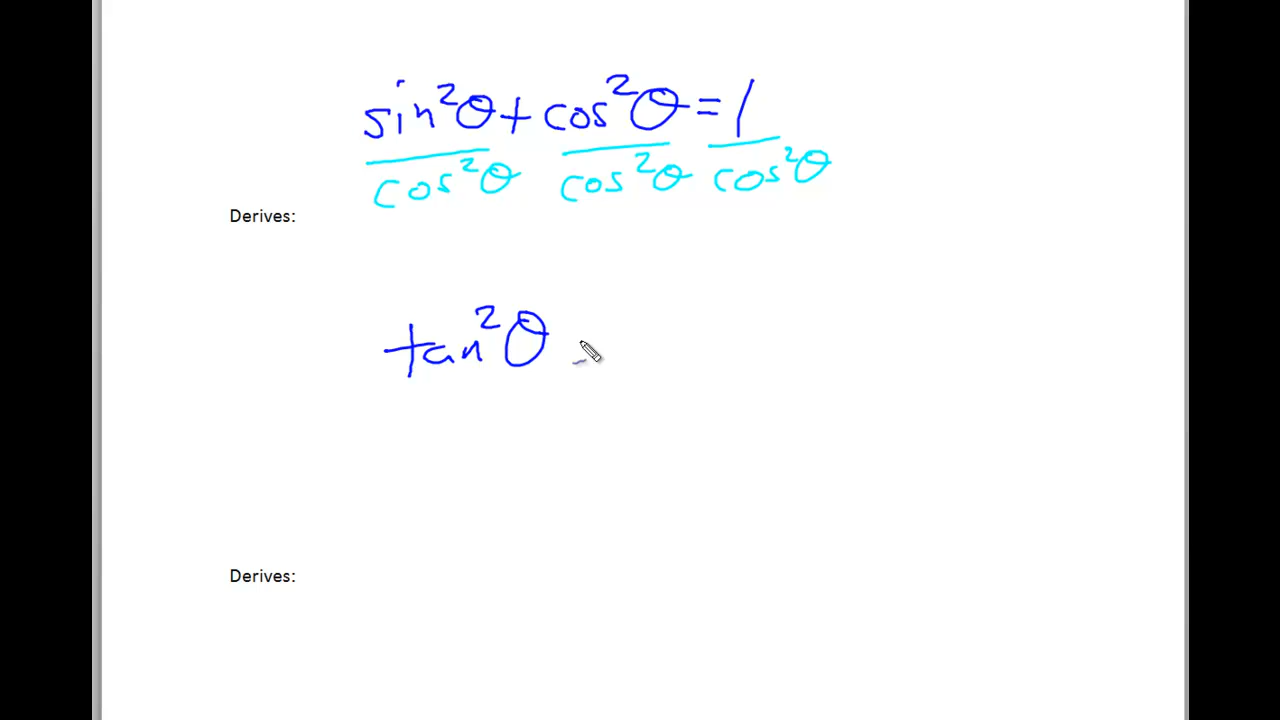 sin²θ + cos²θ = 1
cos²θ cos²θ cos²θ
Derives:
tan²θ
Derives: